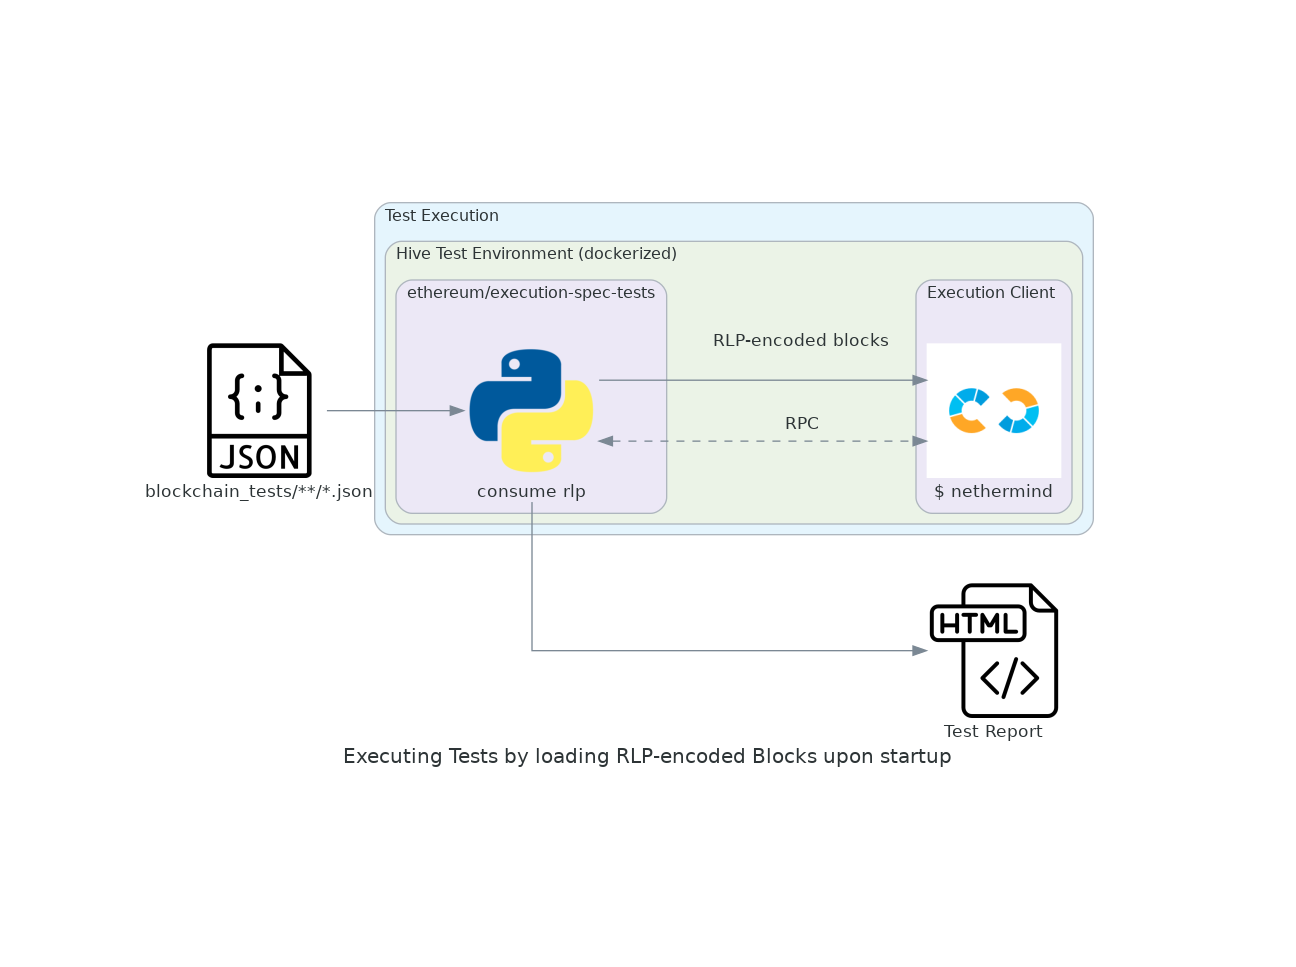 Test Execution
Hive Test Environment (dockerized)
ethereum/execution-spec-tests
Execution Client
RLP-encoded blocks
{;}
RPC
JSON
blockchain_tests/**/*.json
consume rlp
$ nethermind
HTML
</>
Test Report
Executing Tests by loading RLP-encoded Blocks upon startup